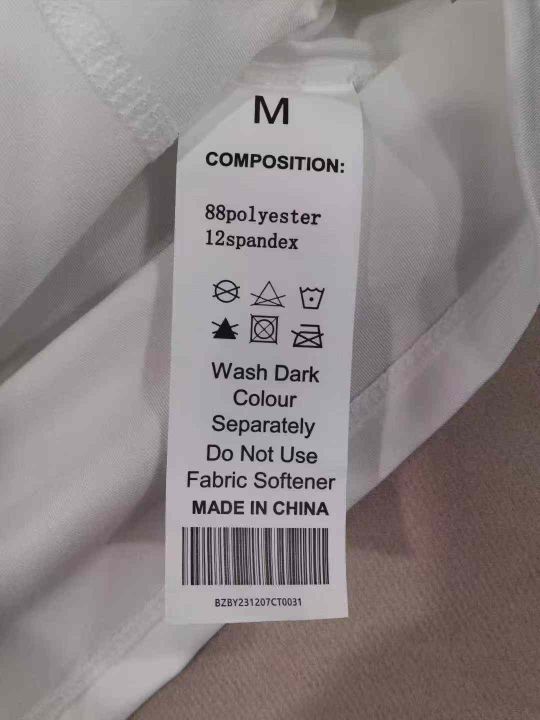 M
COMPOSITION:
88polyester
12spandex
Wash Dark
Colour
Separately
Do Not Use
Fabric Softener
MADE IN CHINA
BZBY231207CT0031